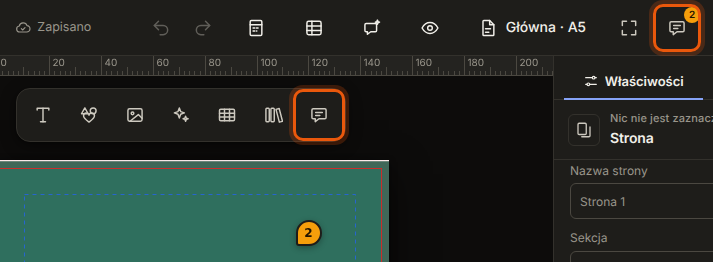 Zapisano
Główna · A5
2
0 20 40 60 80 100 120 140 160 180 200
Właściwości
Nic nie jest zaznacz
Strona
Nazwa strony
Strona 1
Sekcja
2